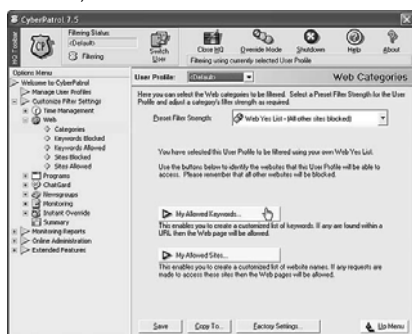 CyberPatrol 7.5
HQ Toolbar
Filtering Status
<Default>
Filtering
Switch User
Close HQ
Override Mode
Shutdown
Help
About
Filtering using currently selected User Profile
Options Menu
Welcome to CyberPatrol
Manage User Profiles
Customize Filter Settings
Time Management
Web
Categories
Keywords Blocked
Keywords Allowed
Sites Blocked
Sites Allowed
Programs
ChatGard
Newsgroups
Monitoring
Instant Override
Summary
Monitoring Reports
Online Administration
Extended Features
User Profile: <Default>
Web Categories
Here you can select the Web categories to be filtered. Select a Preset Filter Strength for the User
Profile and adjust a category's filter strength as required.
Preset Filter Strength:
Web Yes List - (All other sites blocked)
You have selected this User Profile to be filtered using your own Web Yes List.
Use the buttons below to identify the websites that this User Profile will be able to
access. Please remember that all other websites will be blocked.
My Allowed Keywords...
This enables you to create a customized list of keywords. If any are found within a
URL then the Web page will be allowed.
My Allowed Sites...
This enables you to create a customized list of website names. If any requests are
made to access these sites then the Web pages will be allowed.
Save
Copy To...
Factory Settings...
Up Menu